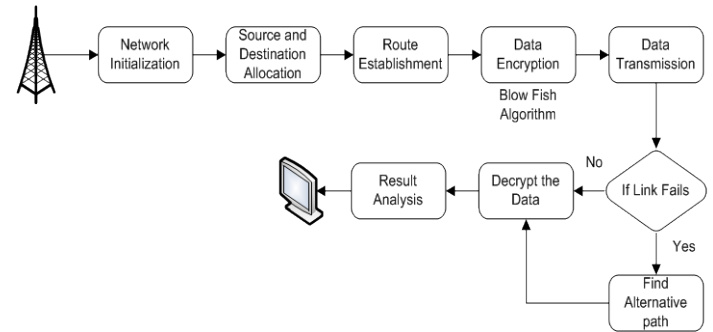 Network
Initialization
Source and
Destination
Allocation
Route
Establishment
Data
Encryption
Blow Fish
Algorithm
Data
Transmission
If Link Fails
No
Yes
Decrypt the
Data
Result
Analysis
Find
Alternative
path